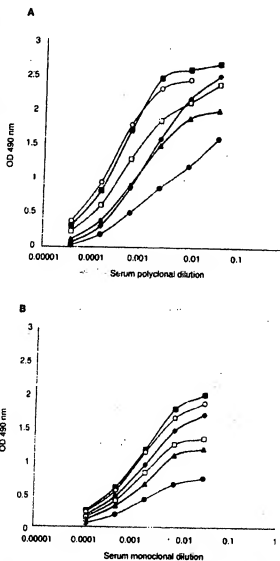 A
3
2.5
2
1.5
1
0.5
0
OD 490 nm
0.00001 0.0001 0.001 0.01 0.1
Serum polyclonal dilution
B
3
2.5
2
1.5
1
0.5
0
OD 490 nm
0.00001 0.0001 0.001 0.01 0.1 1
Serum monoclonal dilution